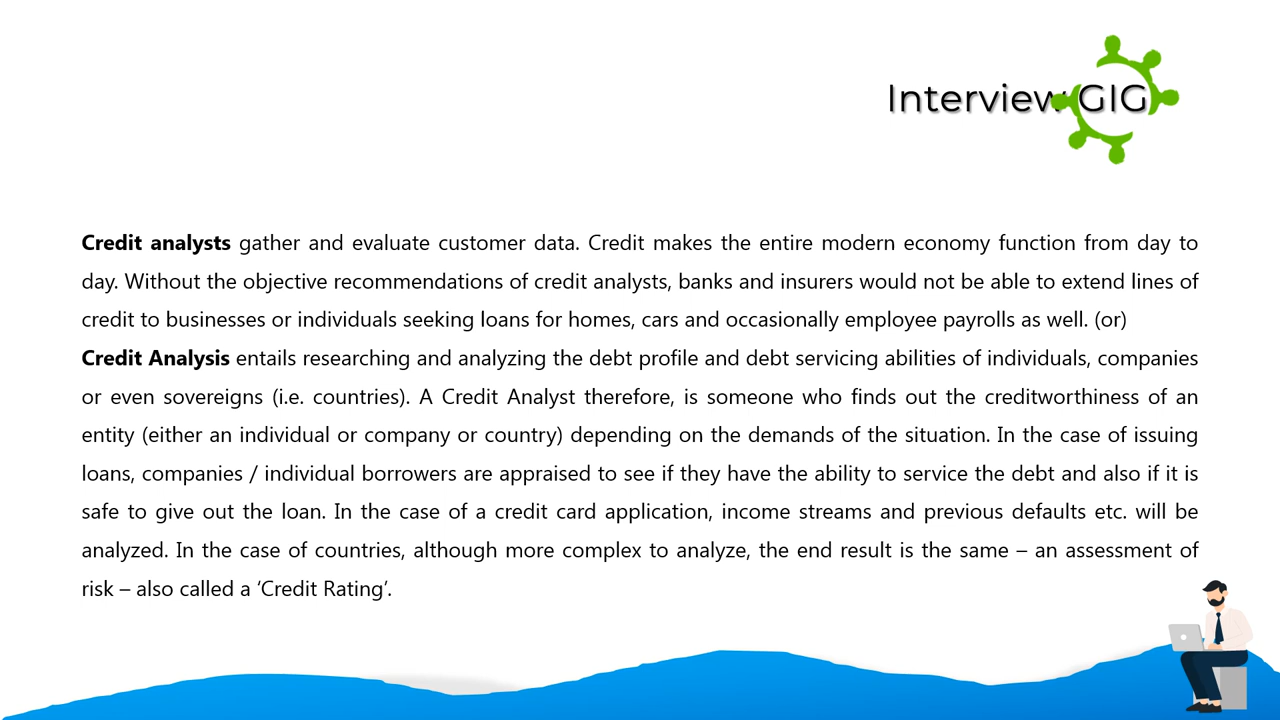 Interview GIG
Credit analysts gather and evaluate customer data. Credit makes the entire modern economy function from day to
day. Without the objective recommendations of credit analysts, banks and insurers would not be able to extend lines of
credit to businesses or individuals seeking loans for homes, cars and occasionally employee payrolls as well. (or)
Credit Analysis entails researching and analyzing the debt profile and debt servicing abilities of individuals, companies
or even sovereigns (i.e. countries). A Credit Analyst therefore, is someone who finds out the creditworthiness of an
entity (either an individual or company or country) depending on the demands of the situation. In the case of issuing
loans, companies / individual borrowers are appraised to see if they have the ability to service the debt and also if it is
safe to give out the loan. In the case of a credit card application, income streams and previous defaults etc. will be
analyzed. In the case of countries, although more complex to analyze, the end result is the same – an assessment of
risk – also called a ‘Credit Rating’.